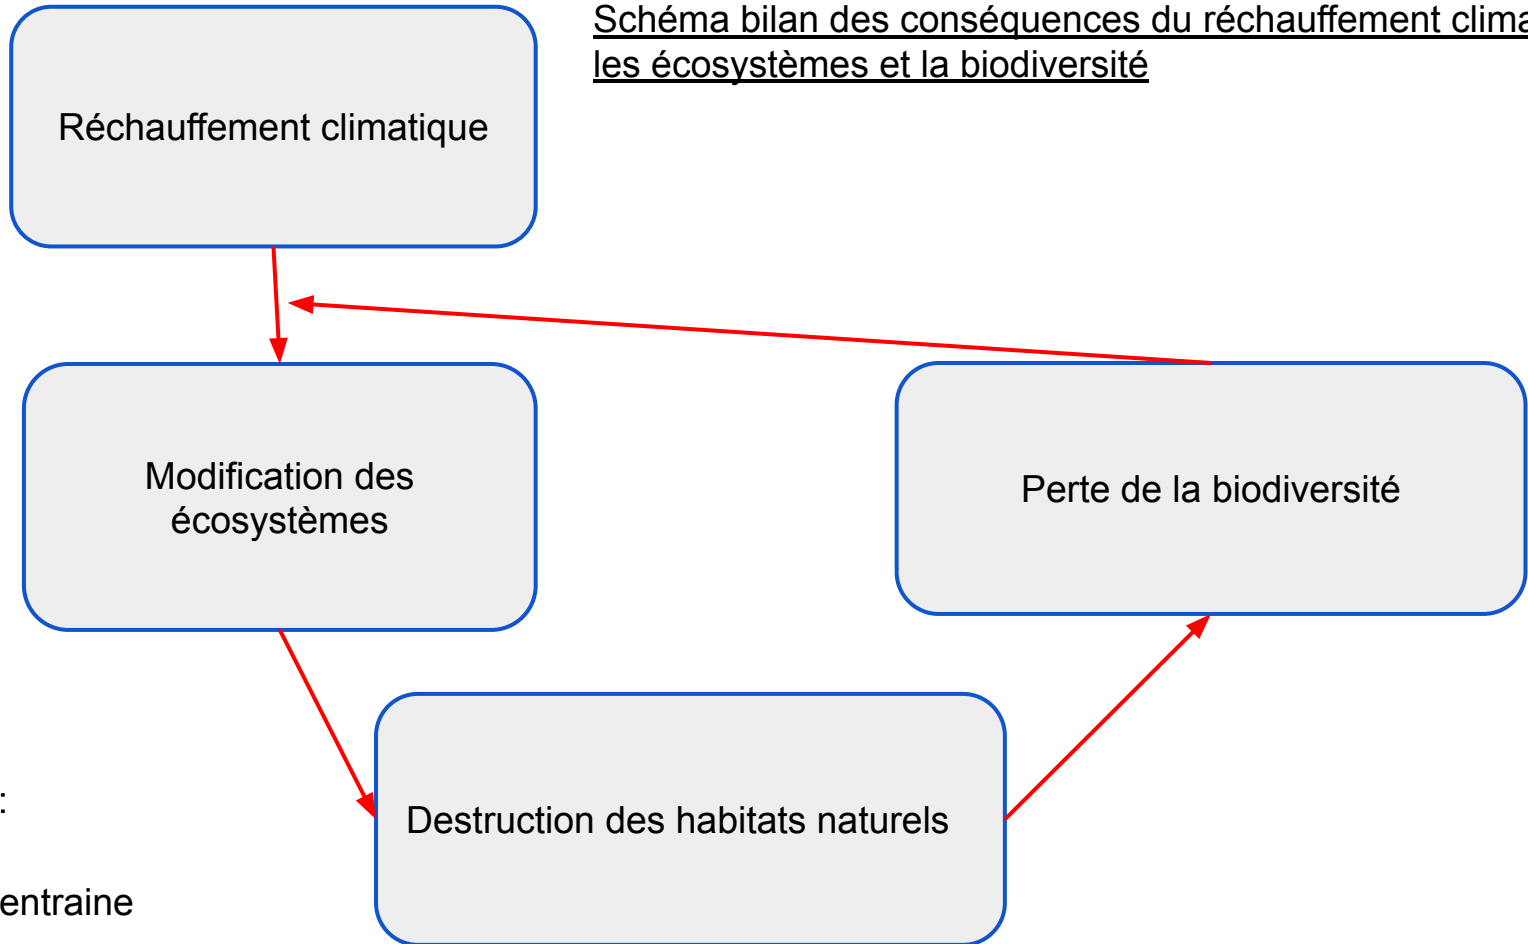 Schéma bilan des conséquences du réchauffement clima
les écosystèmes et la biodiversité
Réchauffement climatique
Modification des
écosystèmes
Perte de la biodiversité
Destruction des habitats naturels
:
entraine